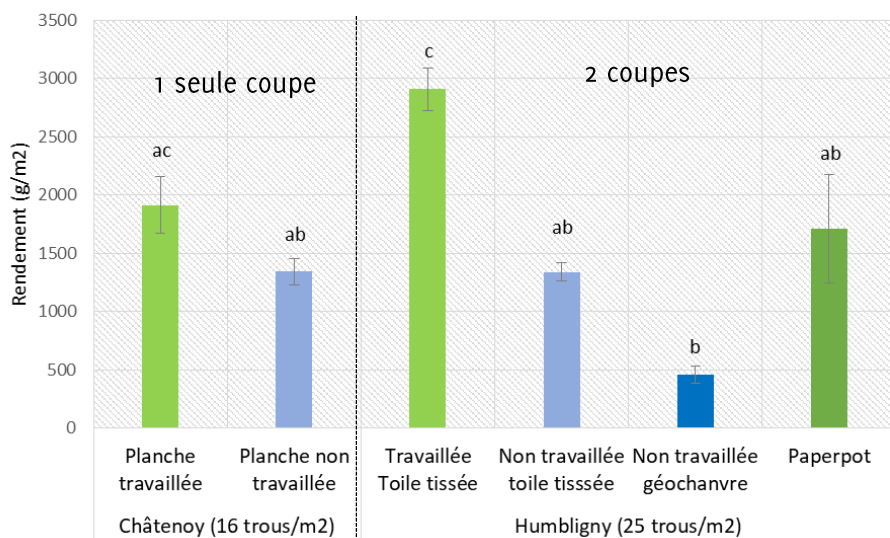 3500
3000
2500
2000
1500
1000
500
0
Rendement (g/m2)
1 seule coupe
2 coupes
ac
ab
c
ab
b
ab
Planche
travaillée
Planche non
travaillée
Travaillée
Toile tissée
Non travaillée
toile tisssée
Non travaillée
géochanvre
Paperpot
Châtenoy (16 trous/m2)
Humbligny (25 trous/m2)